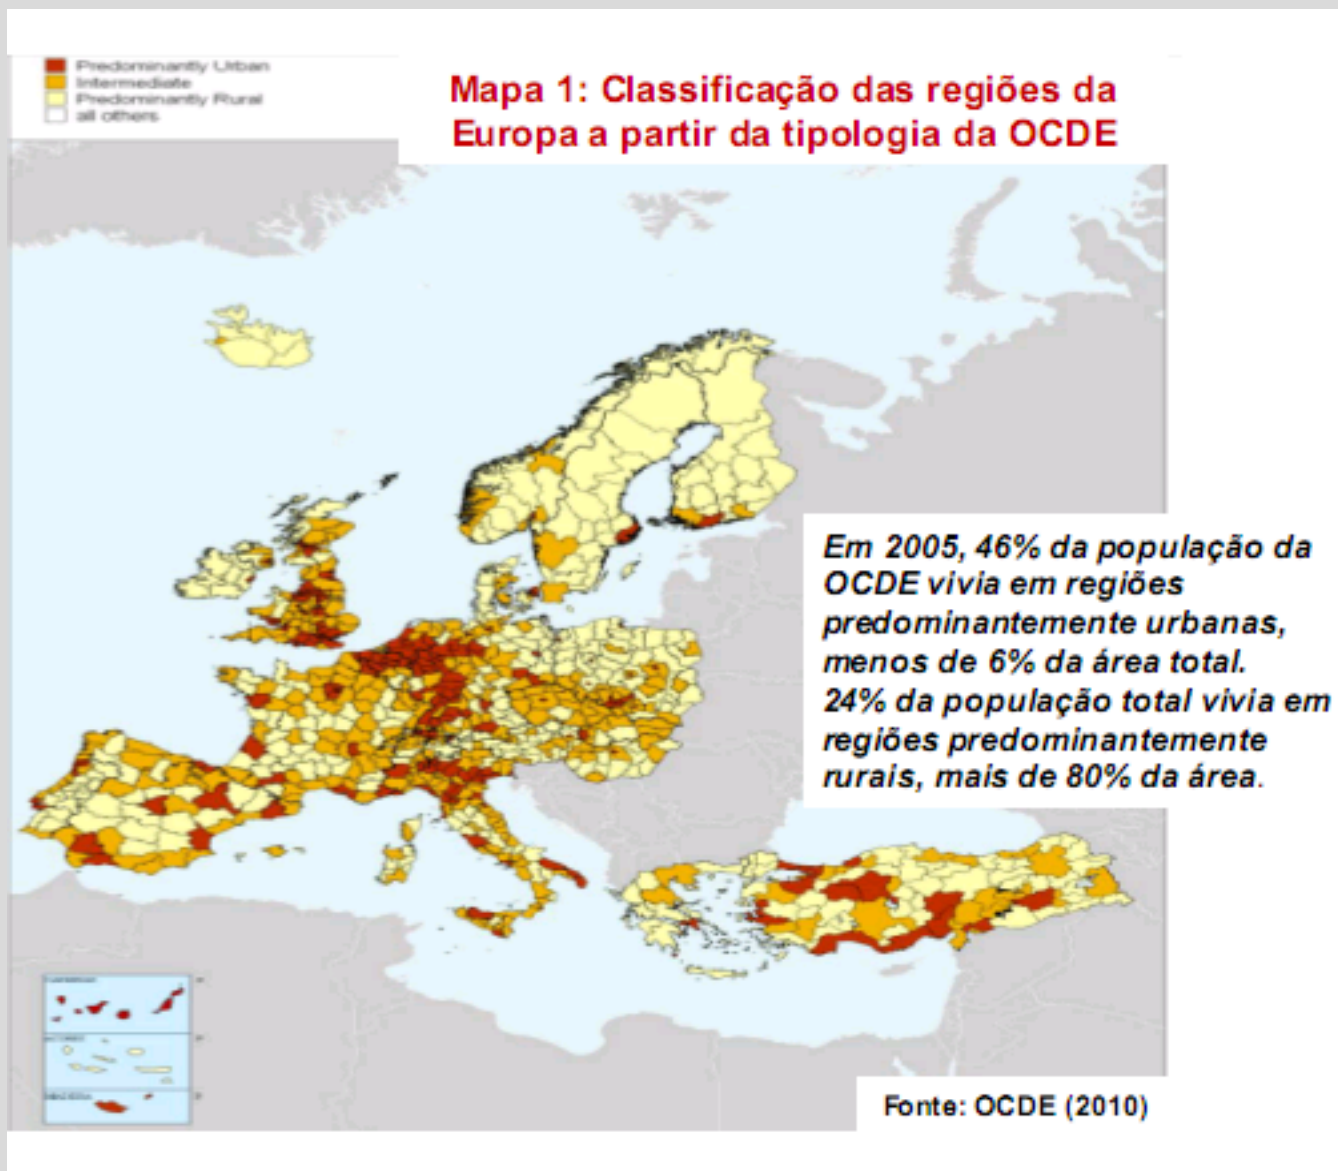 Predominantly Urban
Intermediate
Predominantly Rural
all others
Mapa 1: Classificação das regiões da
Europa a partir da tipologia da OCDE
Em 2005, 46% da população da
OCDE vivia em regiões
predominantemente urbanas,
menos de 6% da área total.
24% da população total vivia em
regiões predominantemente
rurais, mais de 80% da área.
Fonte: OCDE (2010)